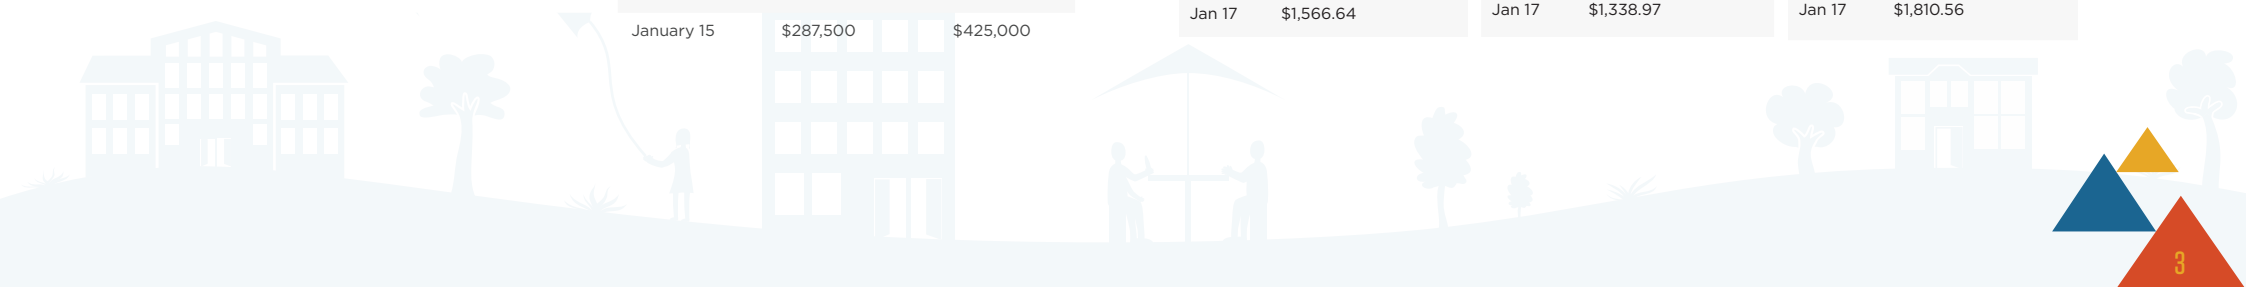 January 15 $287,500 $425,000
Jan 17 $1,566.64
Jan 17 $1,338.97
Jan 17 $1,810.56
3